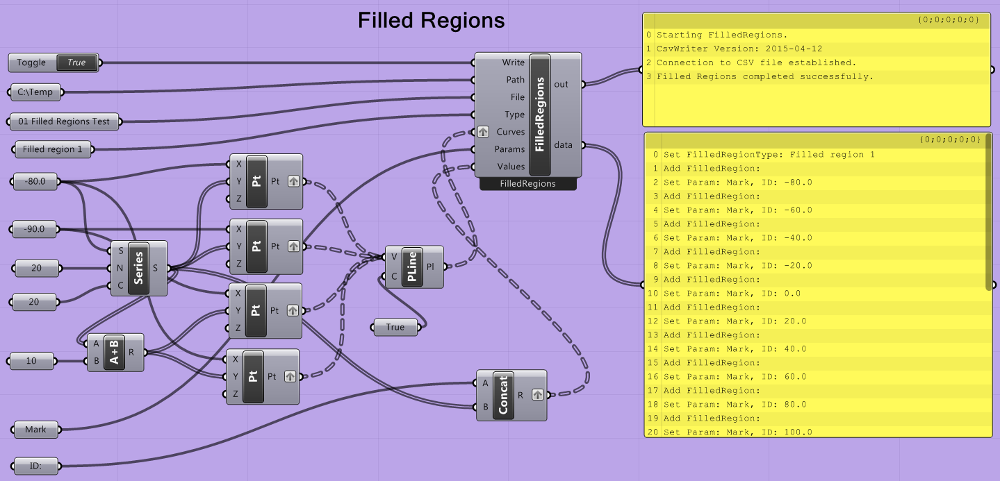 Filled Regions
Toggle True
C:\Temp
01 Filled Regions Test
Filled region 1
-80.0
-90.0
20
20
10
Mark
ID:
S
N
C
Series
S
A
B
A+B
R
X
Y
Z
Pt
Pt
X
Y
Z
Pt
Pt
X
Y
Z
Pt
Pt
X
Y
Z
Pt
Pt
V
C
PLine
Pl
True
A
B
Concat
R
Write
Path
File
Type
Curves
Params
Values
FilledRegions
out
data
FilledRegions
{0;0;0;0;0}
0 Starting FilledRegions.
1 CsvWriter Version: 2015-04-12
2 Connection to CSV file established.
3 Filled Regions completed successfully.
{0;0;0;0;0}
0 Set FilledRegionType: Filled region 1
1 Add FilledRegion:
2 Set Param: Mark, ID: -80.0
3 Add FilledRegion:
4 Set Param: Mark, ID: -60.0
5 Add FilledRegion:
6 Set Param: Mark, ID: -40.0
7 Add FilledRegion:
8 Set Param: Mark, ID: -20.0
9 Add FilledRegion:
10 Set Param: Mark, ID: 0.0
11 Add FilledRegion:
12 Set Param: Mark, ID: 20.0
13 Add FilledRegion:
14 Set Param: Mark, ID: 40.0
15 Add FilledRegion:
16 Set Param: Mark, ID: 60.0
17 Add FilledRegion:
18 Set Param: Mark, ID: 80.0
19 Add FilledRegion:
20 Set Param: Mark, ID: 100.0